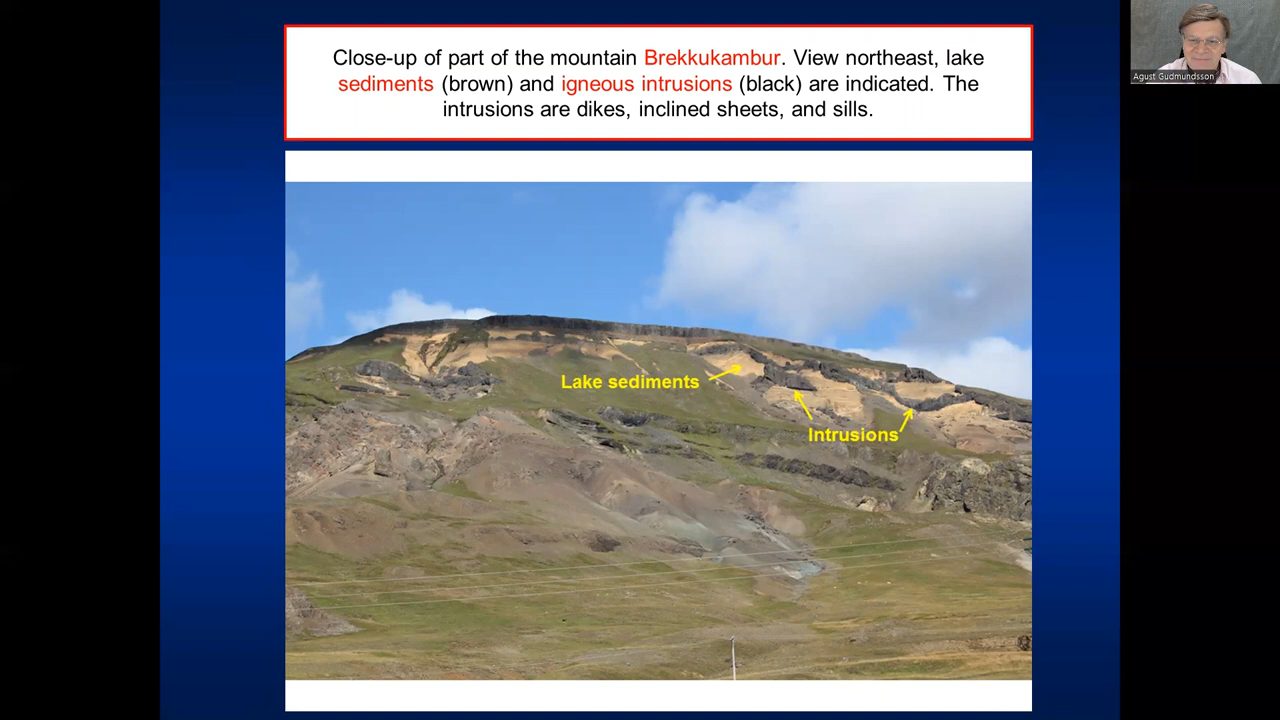 Close-up of part of the mountain Brekkukambur. View northeast, lake
sediments (brown) and igneous intrusions (black) are indicated. The
intrusions are dikes, inclined sheets, and sills.
Agust Gudmundsson
Lake sediments
Intrusions